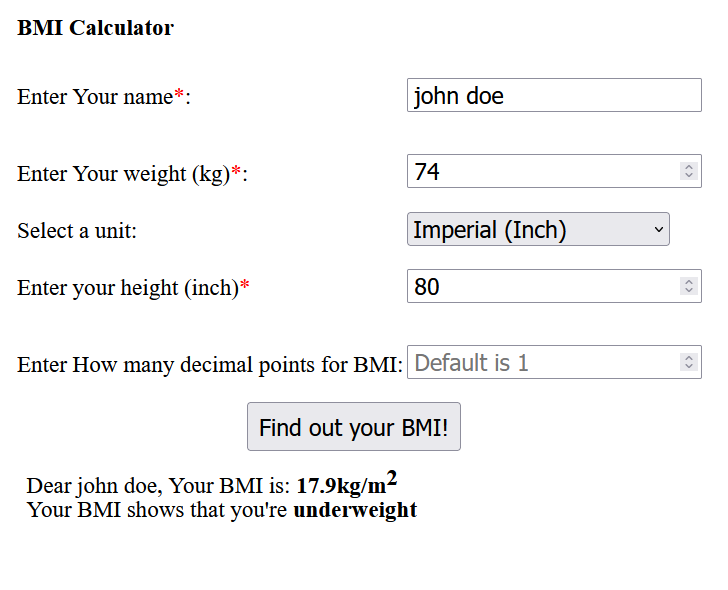 BMI Calculator
Enter Your name*: john doe
Enter Your weight (kg)*: 74
Select a unit: Imperial (Inch)
Enter your height (inch)* 80
Enter How many decimal points for BMI: Default is 1
Find out your BMI!
Dear john doe, Your BMI is: 17.9kg/m²
Your BMI shows that you're underweight